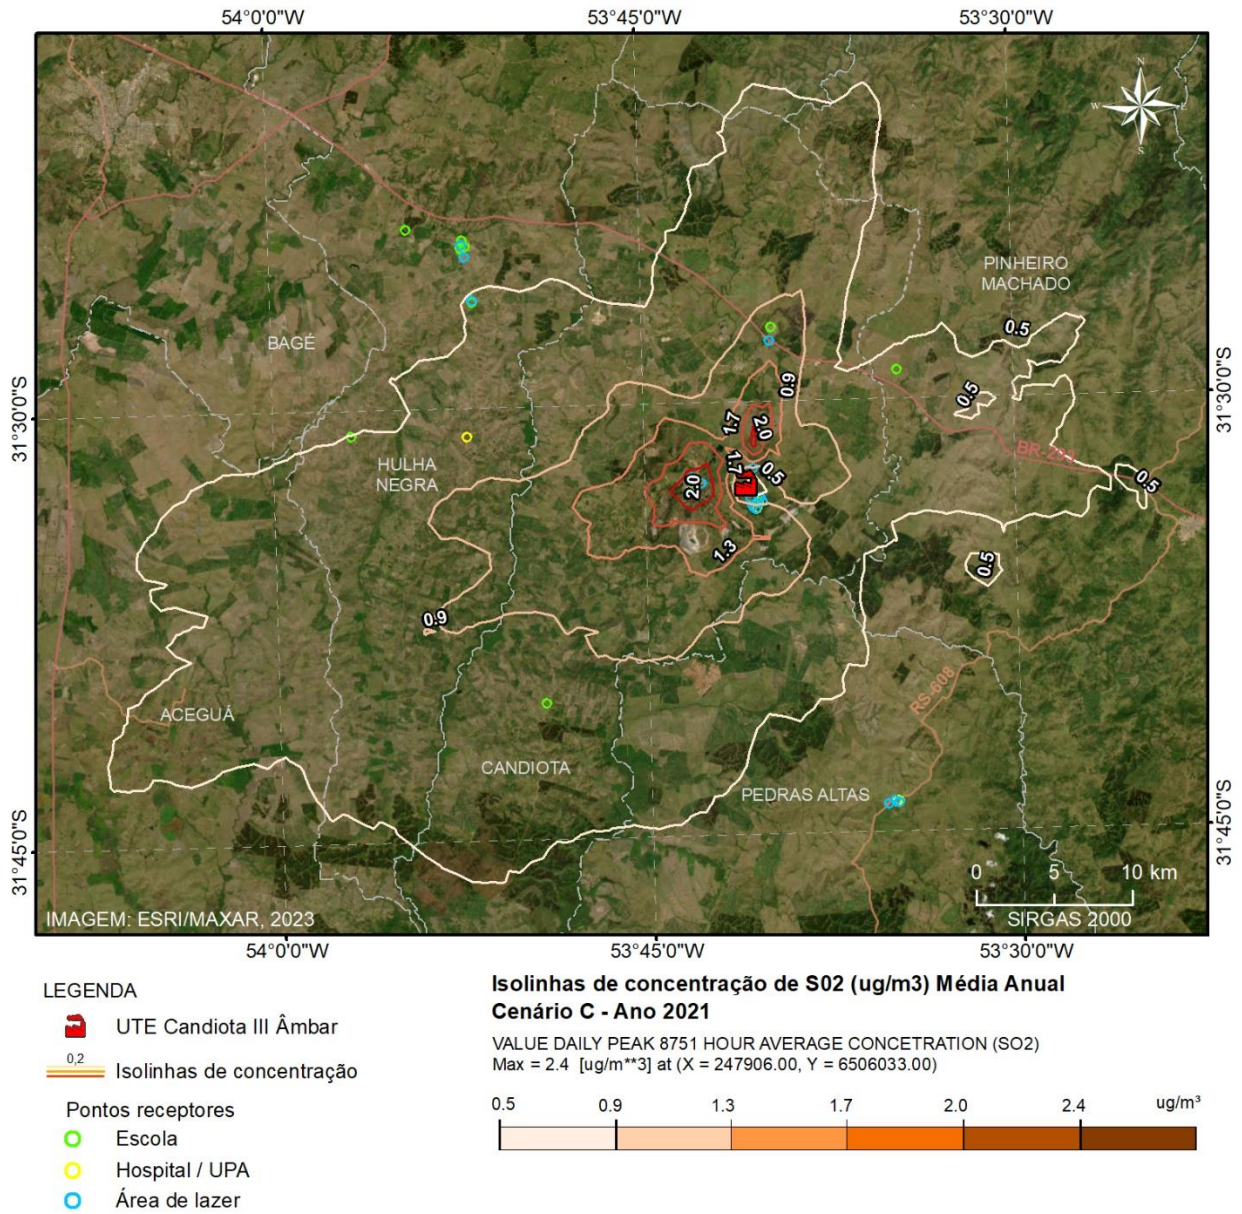 54°0'0"W 53°45'0"W 53°30'0"W
N
W E
S
PINHEIRO
MACHADO
BAGÉ
0.5
0.9
0.5
31°30'0"S
31°30'0"S
1.7
2.0
BR-293
HULHA
NEGRA
1.7
0.5
2.0
0.5
1.3
0.5
0.9
ACEGUÁ
RS-608
CANDIOTA
PEDRAS ALTAS
31°45'0"S
31°45'0"S
0 5 10 km
SIRGAS 2000
IMAGEM: ESRI/MAXAR, 2023
54°0'0"W 53°45'0"W 53°30'0"W
LEGENDA
UTE Candiota III Âmbar
0,2
Isolinhas de concentração
Pontos receptores
Escola
Hospital / UPA
Área de lazer
Isolinhas de concentração de S02 (ug/m3) Média Anual
Cenário C - Ano 2021
VALUE DAILY PEAK 8751 HOUR AVERAGE CONCETRATION (SO2)
Max = 2.4 [ug/m**3] at (X = 247906.00, Y = 6506033.00)
0.5 0.9 1.3 1.7 2.0 2.4 ug/m³